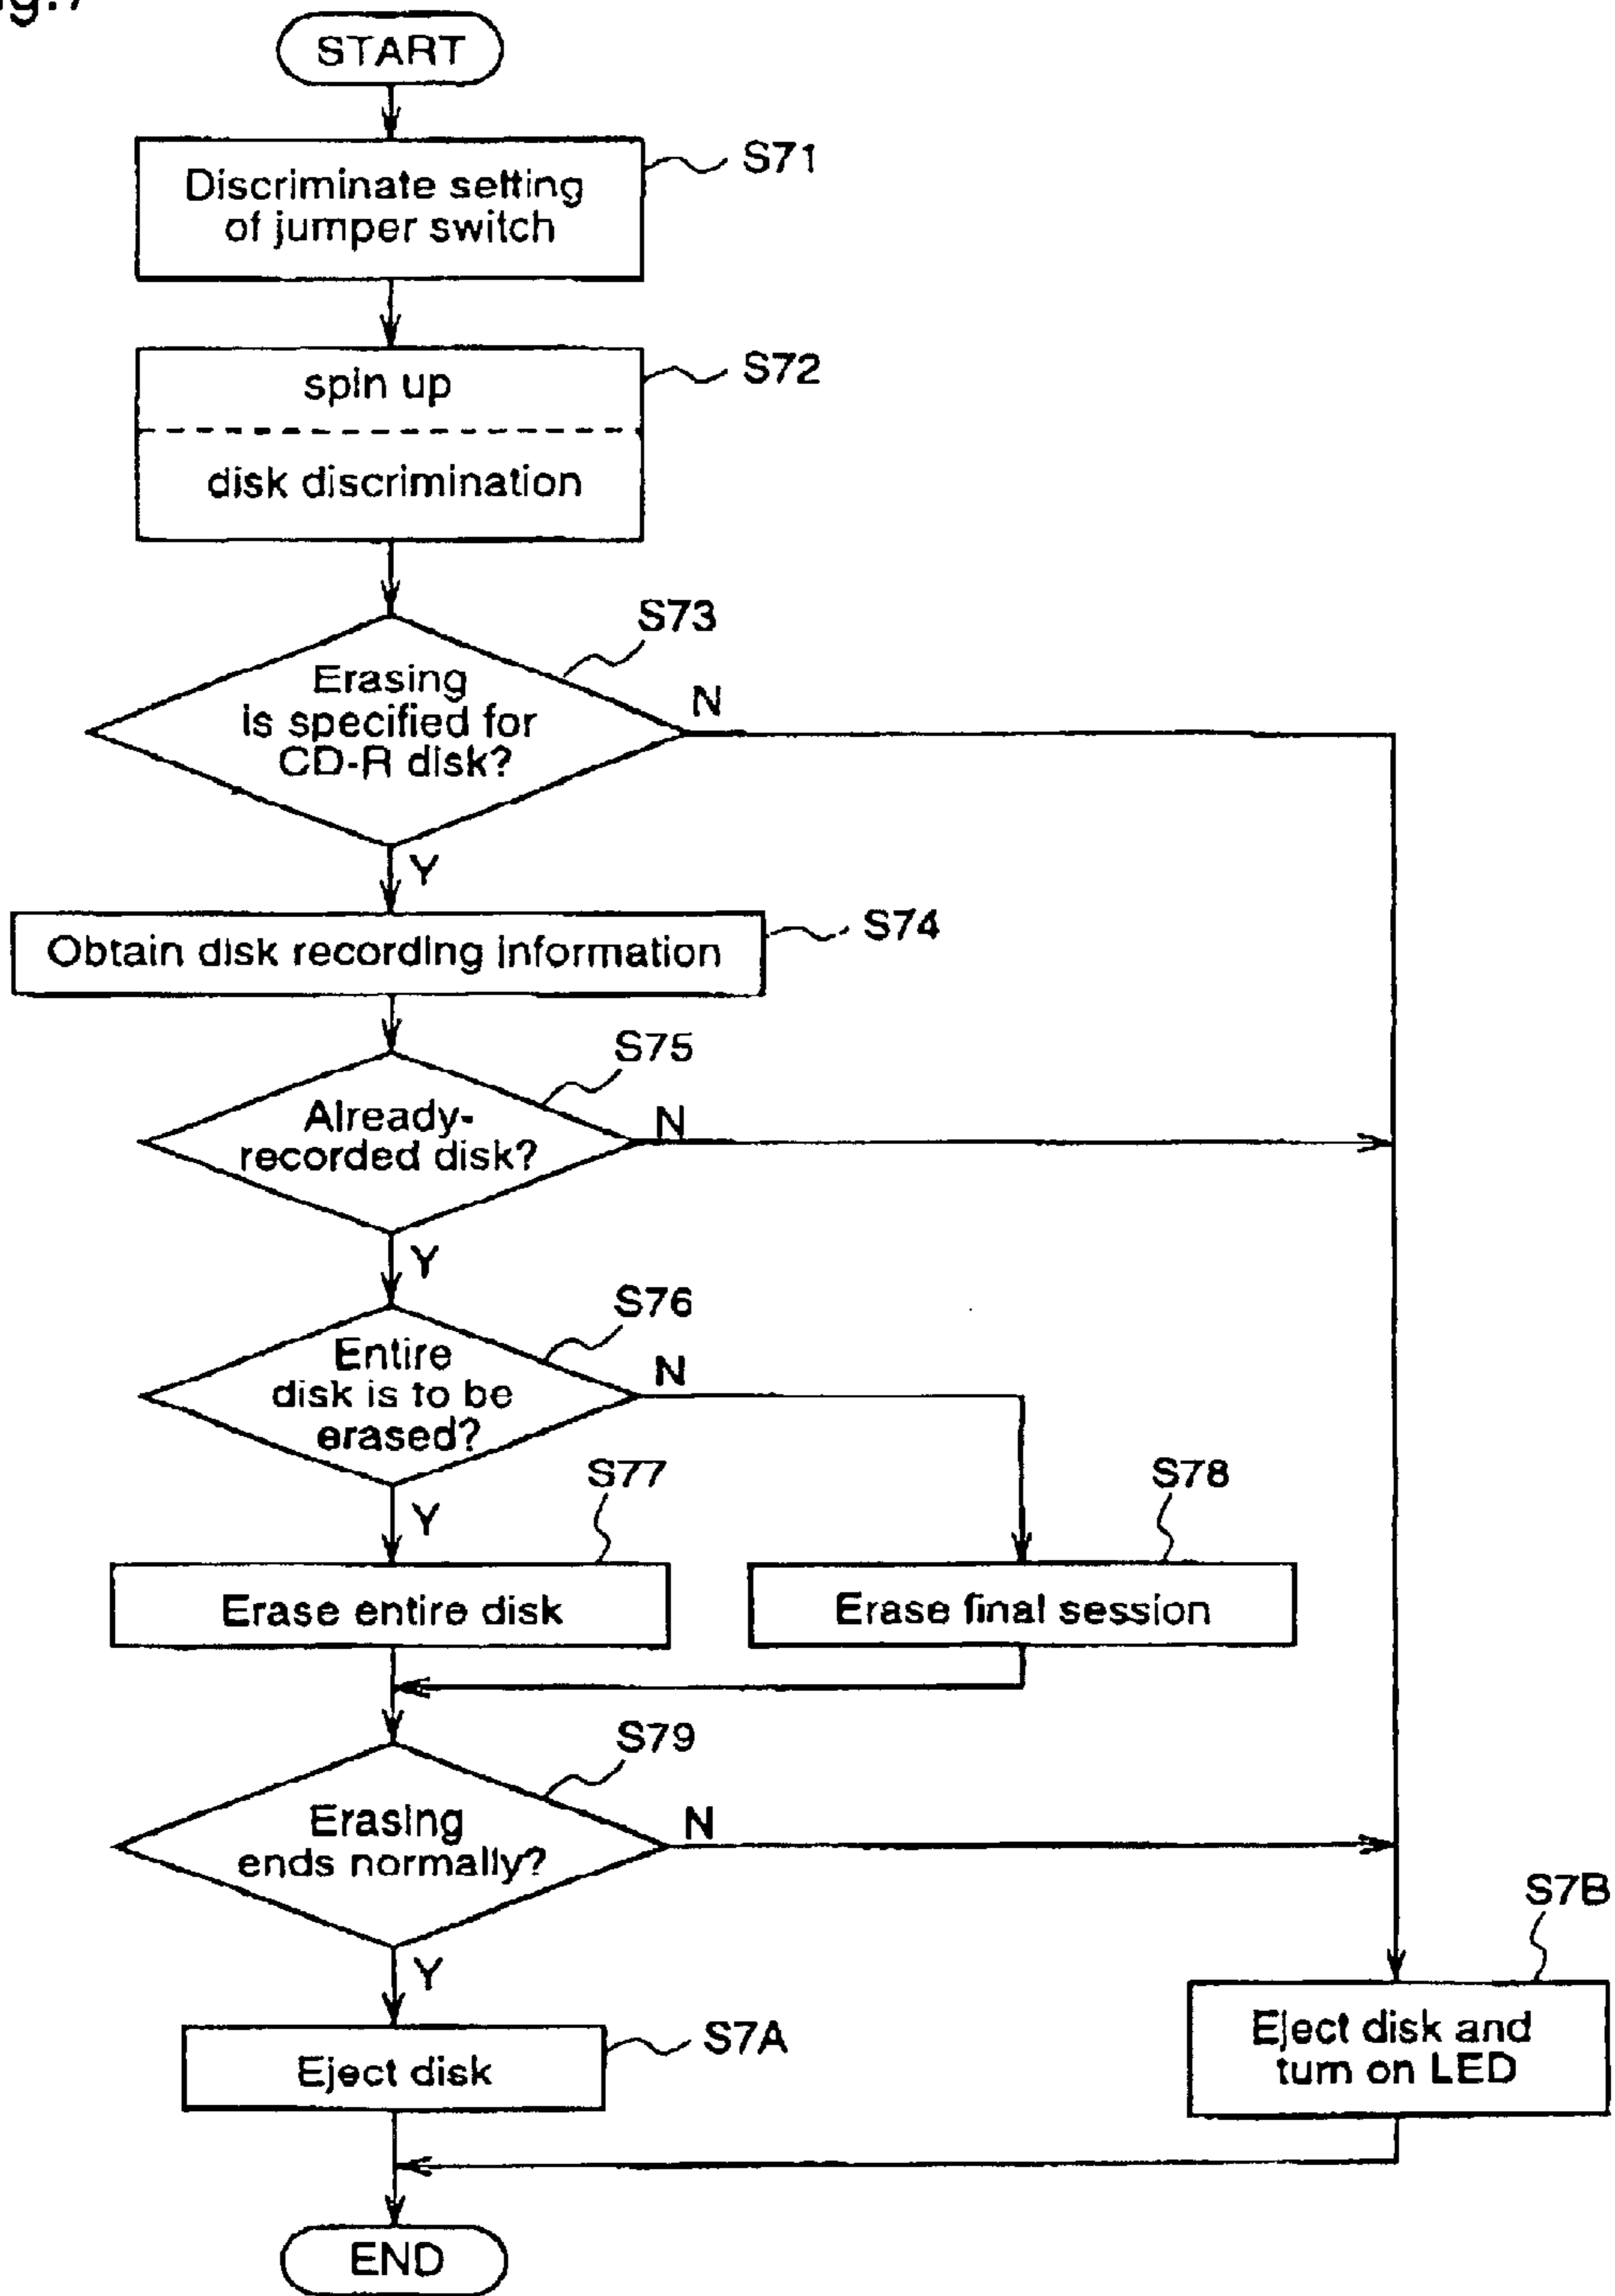 START
S71
Discriminate setting
of jumper switch
S72
spin up
disk discrimination
S73
Erasing
is specified for
CD-R disk?
N
Y
S74
Obtain disk recording information
S75
Already-
recorded disk?
N
Y
S76
Entire
disk is to be
erased?
N
S77
S78
Y
Erase entire disk
Erase final session
S79
Erasing
ends normally?
N
S7B
Y
S7A
Eject disk and
turn on LED
Eject disk
END